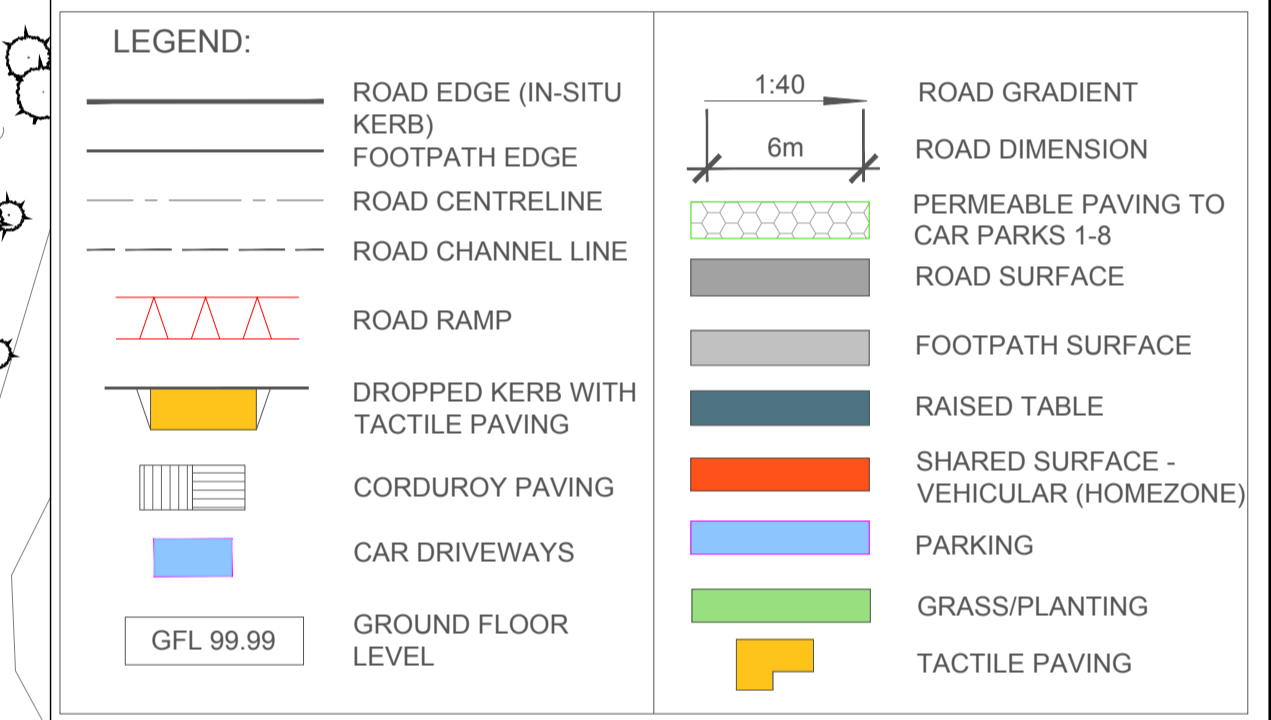 LEGEND:
ROAD EDGE (IN-SITU
KERB)
FOOTPATH EDGE
ROAD CENTRELINE
ROAD CHANNEL LINE
ROAD RAMP
DROPPED KERB WITH
TACTILE PAVING
CORDUROY PAVING
CAR DRIVEWAYS
GFL 99.99
GROUND FLOOR
LEVEL
1:40
ROAD GRADIENT
6m
ROAD DIMENSION
PERMEABLE PAVING TO
CAR PARKS 1-8
ROAD SURFACE
FOOTPATH SURFACE
RAISED TABLE
SHARED SURFACE -
VEHICULAR (HOMEZONE)
PARKING
GRASS/PLANTING
TACTILE PAVING